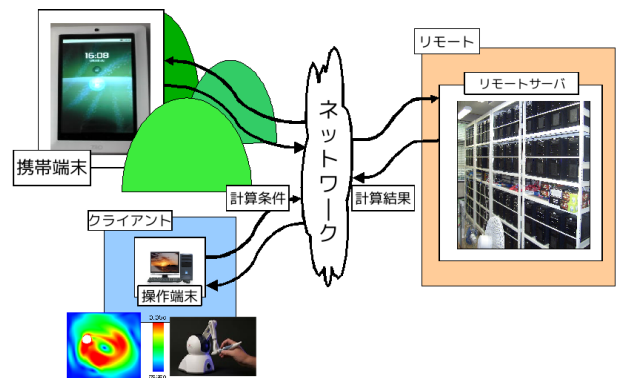 16:08
携帯端末
ネットワーク
リモート
リモートサーバ
計算条件
計算結果
クライアント
操作端末